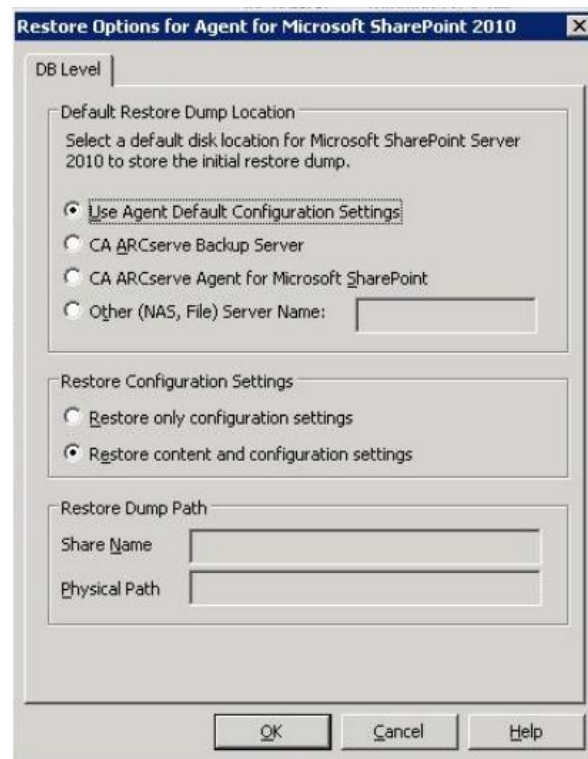 Restore Options for Agent for Microsoft SharePoint 2010
DB Level
Default Restore Dump Location
Select a default disk location for Microsoft SharePoint Server
2010 to store the initial restore dump.
Use Agent Default Configuration Settings
CA ARCserve Backup Server
CA ARCserve Agent for Microsoft SharePoint
Other (NAS, File) Server Name:
Restore Configuration Settings
Restore only configuration settings
Restore content and configuration settings
Restore Dump Path
Share Name
Physical Path
OK Cancel Help